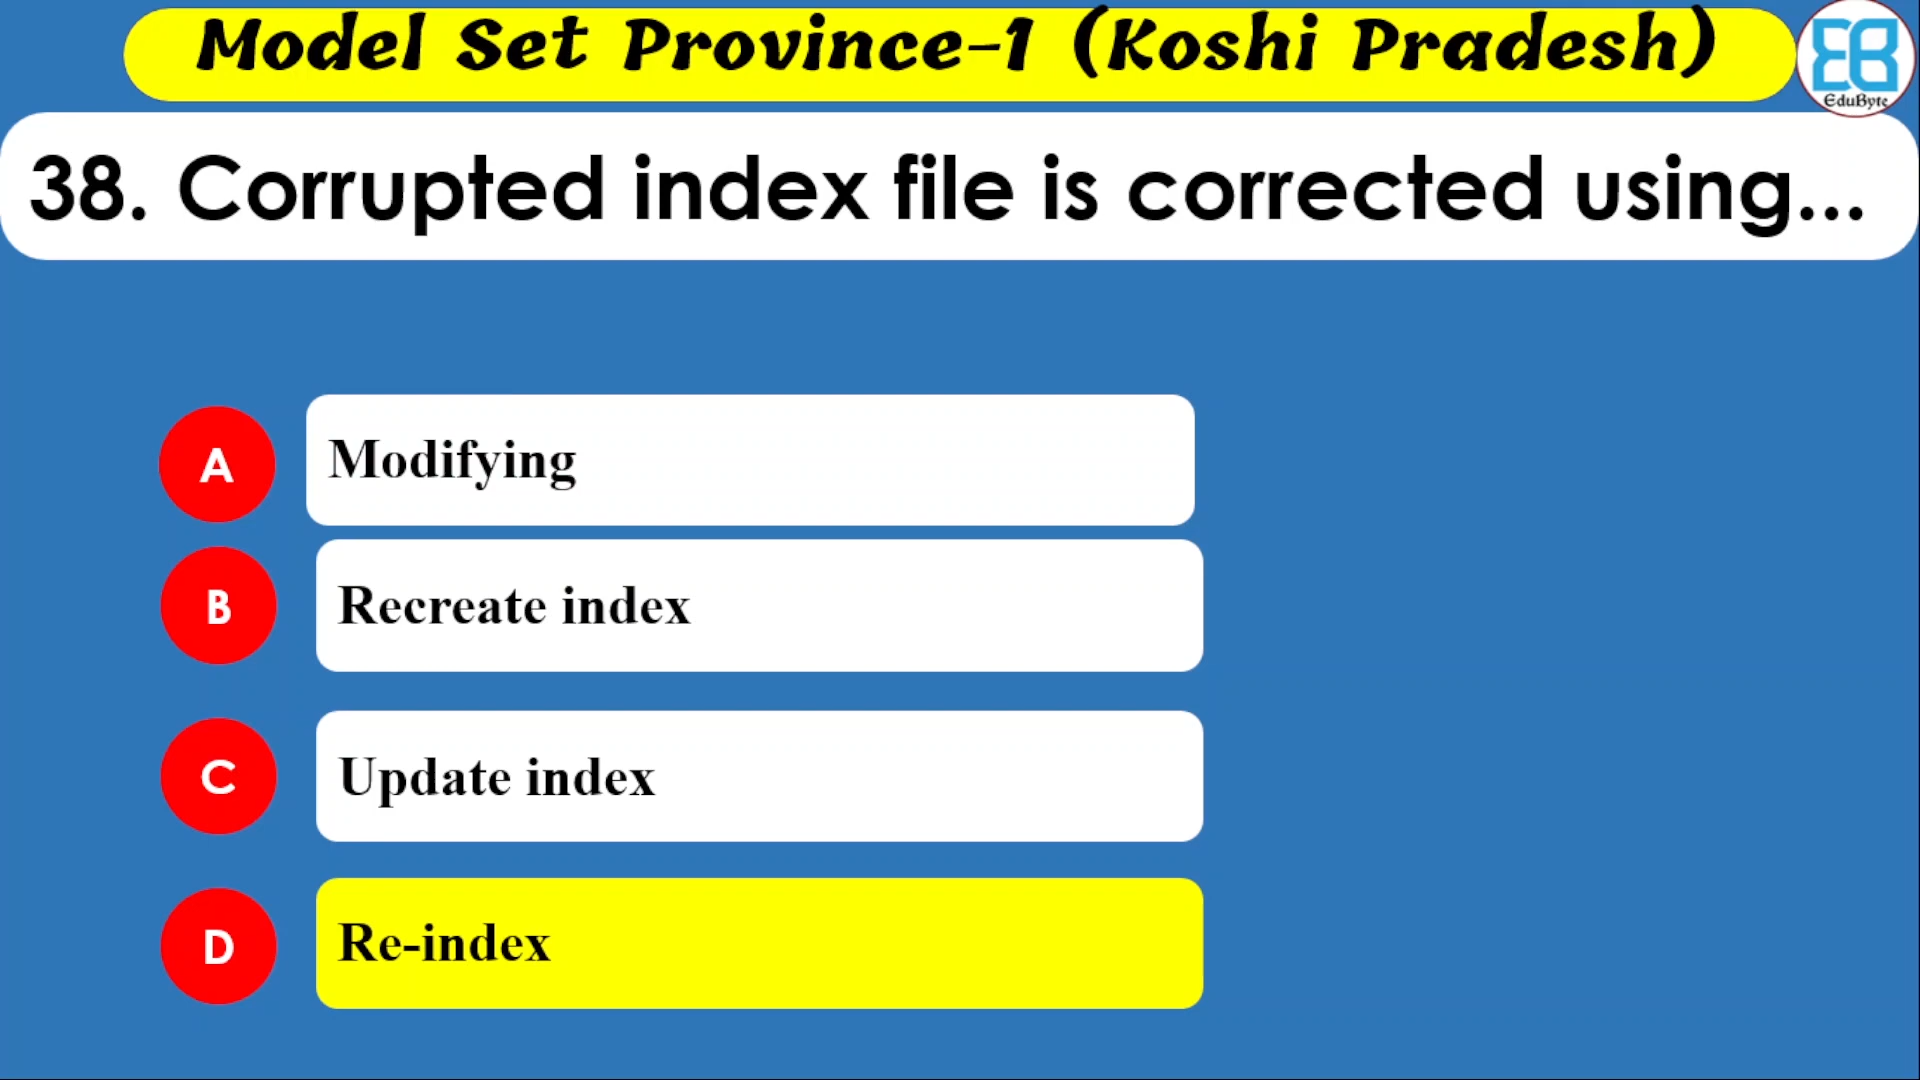 Model Set Province-1 (Koshi Pradesh)
EduByte
38. Corrupted index file is corrected using...
A
Modifying
B
Recreate index
C
Update index
D
Re-index